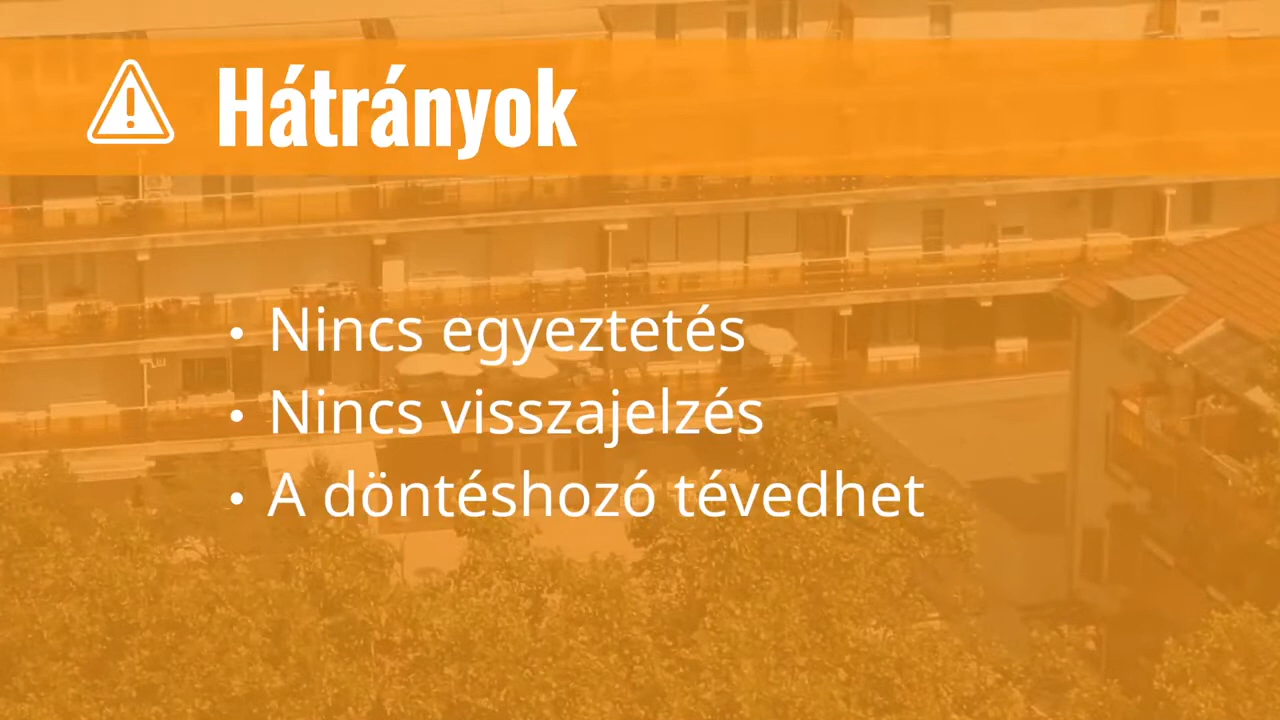 Hátrányok
• Nincs egyeztetés
• Nincs visszajelzés
• A döntéshozó tévedhet